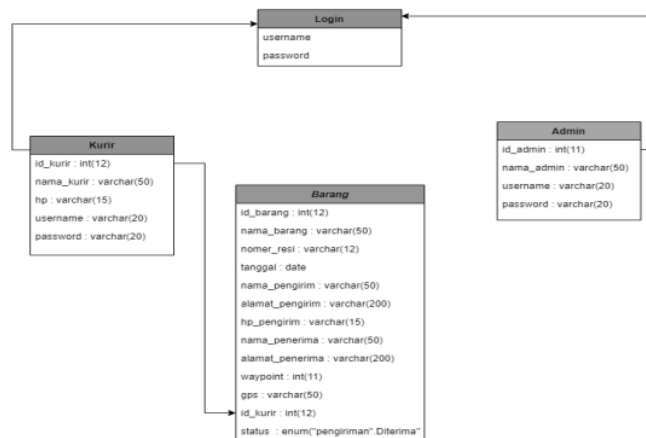 Login
username
password
Kurir
id_kurir : int(12)
nama_kurir : varchar(50)
hp : varchar(15)
username : varchar(20)
password : varchar(20)
Admin
id_admin : int(11)
nama_admin : varchar(50)
username : varchar(20)
password : varchar(20)
Barang
id_barang : int(12)
nama_barang : varchar(50)
nomer_resi : varchar(12)
tanggal : date
nama_pengirim : varchar(50)
alamat_pengirim : varchar(200)
hp_pengirim : varchar(15)
nama_penerima : varchar(50)
alamat_penerima : varchar(200)
waypoint : int(11)
gps : varchar(50)
id_kurir : int(12)
status : enum("pengiriman".Diterima"